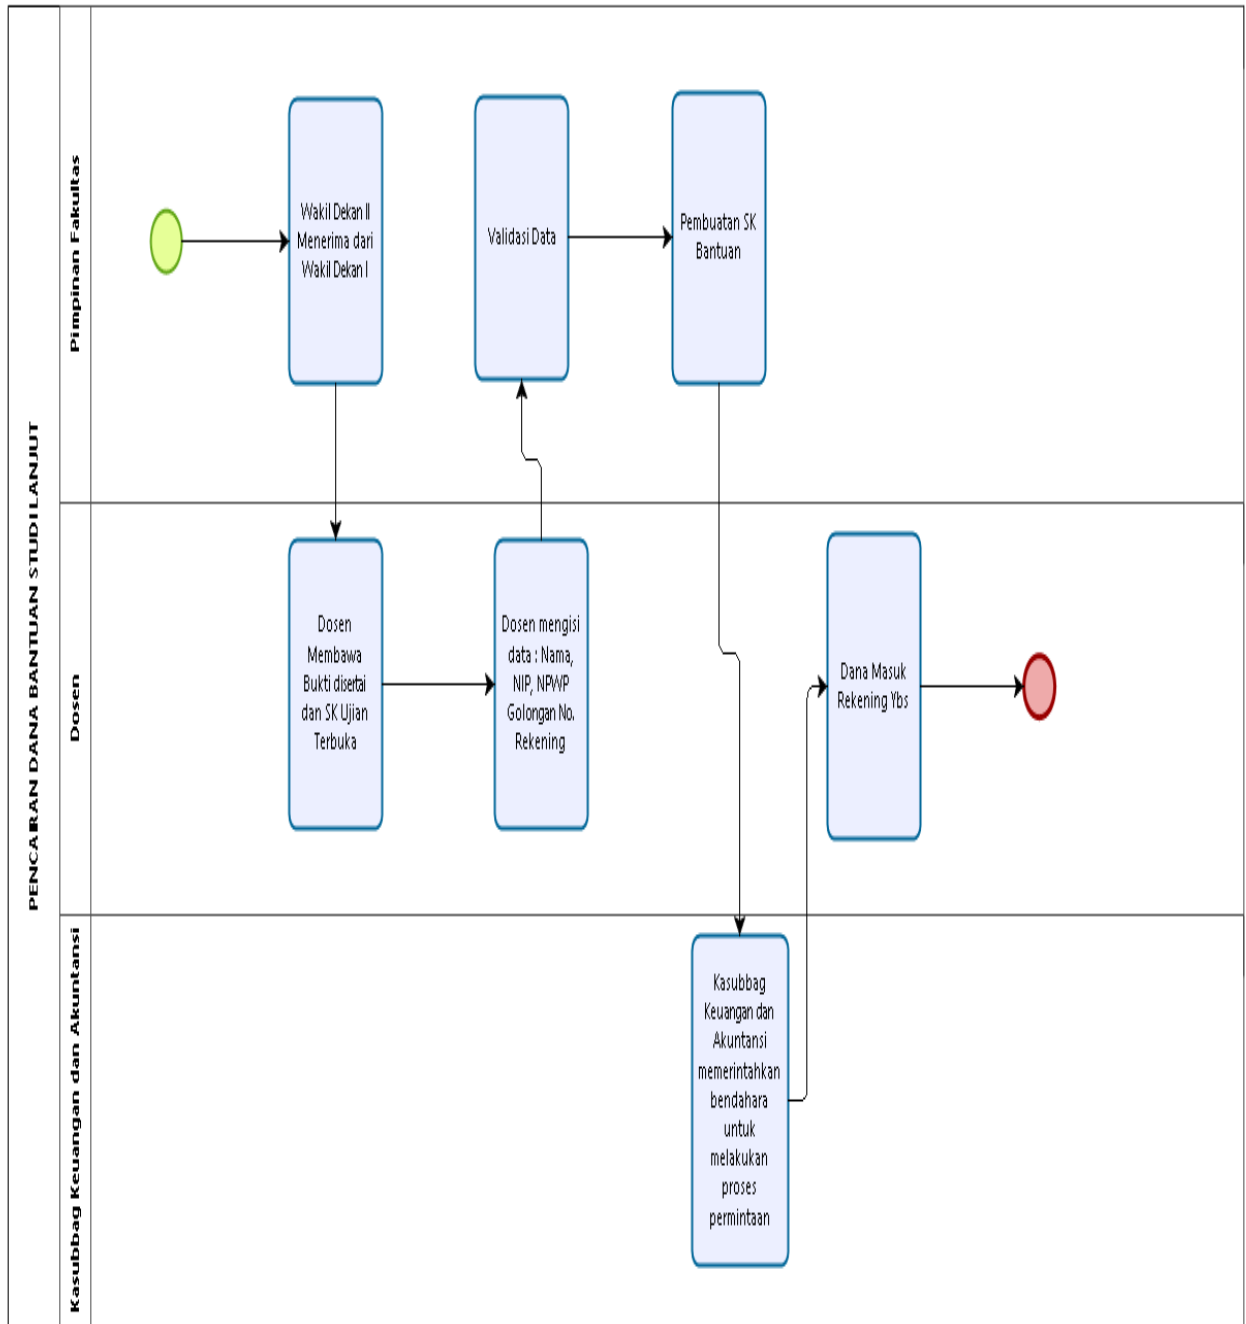 PENCAIRAN DANA BANTUAN STUDI LANJUT
Pimpinan Fakultas
Wakil Dekan II
Menerima dari
Wakil Dekan I
Validasi Data
Pembuatan SK
Bantuan
Dosen
Dosen
Membawa
Bukti disertai
dan SK Ujian
Terbuka
Dosen mengisi
data : Nama,
NIP, NPWP
Golongan No.
Rekening
Dana Masuk
Rekening Ybs
Kasubbag Keuangan dan Akuntansi
Kasubbag
Keuangan dan
Akuntansi
memerintahkan
bendahara
untuk
melakukan
proses
permintaan